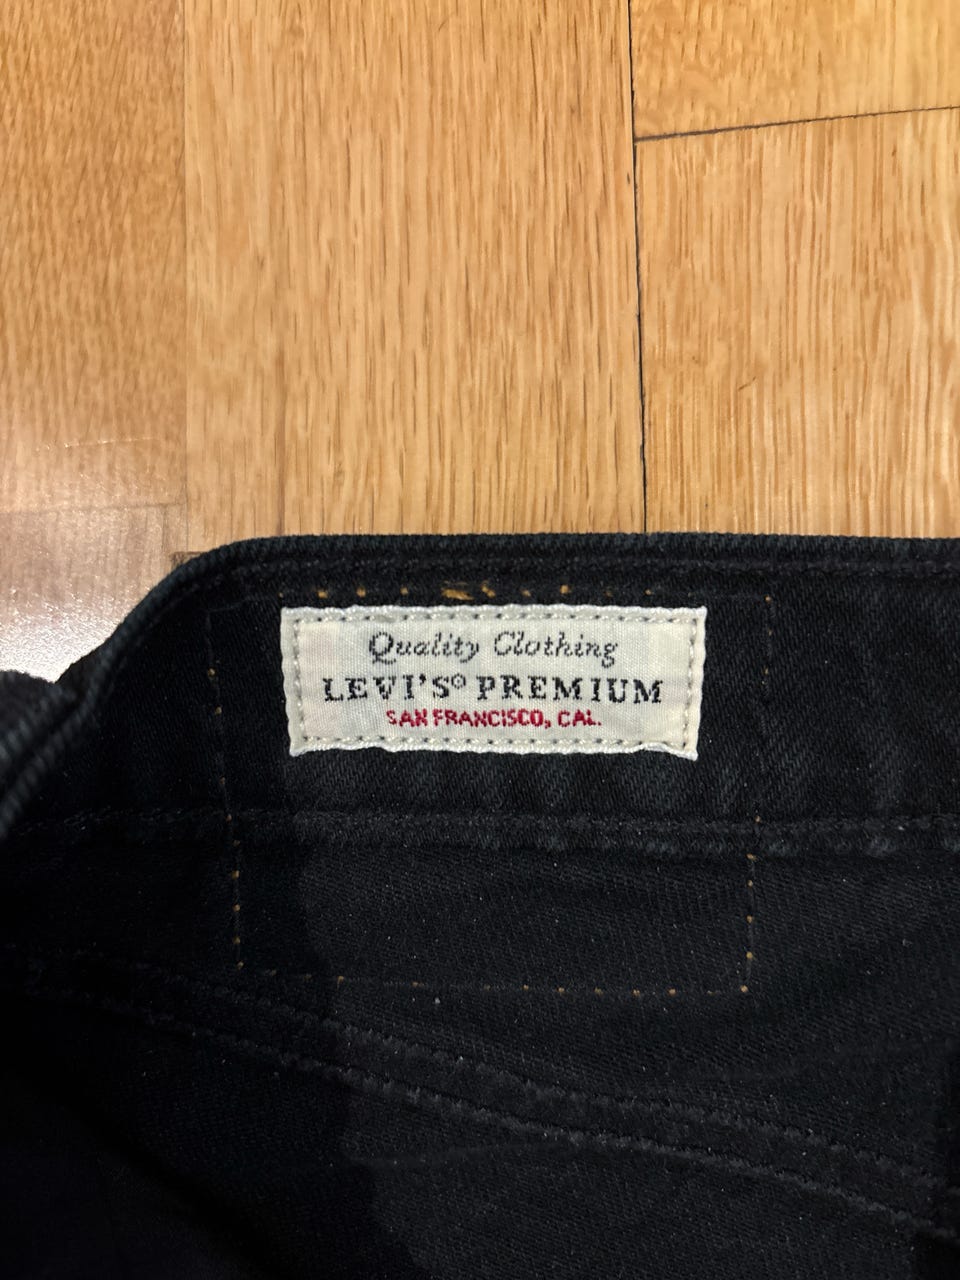 Quality Clothing
LEVI'S® PREMIUM
SAN FRANCISCO, CAL.